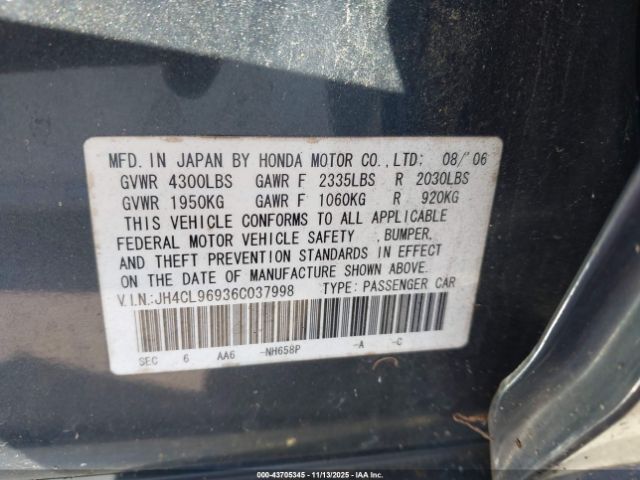 MFD. IN JAPAN BY HONDA MOTOR CO., LTD: 08/'06
GVWR 4300LBS GAWR F 2335LBS R 2030LBS
GVWR 1950KG GAWR F 1060KG R 920KG
THIS VEHICLE CONFORMS TO ALL APPLICABLE
FEDERAL MOTOR VEHICLE SAFETY , BUMPER,
AND THEFT PREVENTION STANDARDS IN EFFECT
ON THE DATE OF MANUFACTURE SHOWN ABOVE.
V.I.N.:JH4CL96936C037998 TYPE: PASSENGER CAR
SEC 6 AA6 -NH658P -A -C
000-43705345 - 11/13/2025 - IAAI.COM